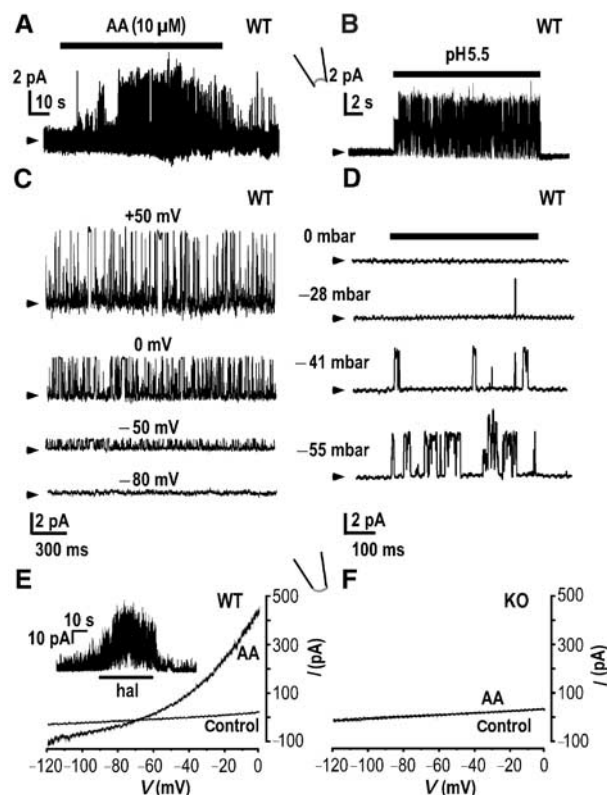 A AA (10 µM) WT
2 pA
10 s
B WT
pH 5.5
2 pA
2 s
C WT
+50 mV
0 mV
−50 mV
−80 mV
2 pA
300 ms
D WT
0 mbar
−28 mbar
−41 mbar
−55 mbar
2 pA
100 ms
E WT
10 s
10 pA
hal
AA
Control
500
300
100
−100
I (pA)
−120 −80 −60 −40 −20 0
V (mV)
F KO
AA
Control
500
300
100
−100
I (pA)
−120 −100 −80 −60 −40 −20 0
V (mV)